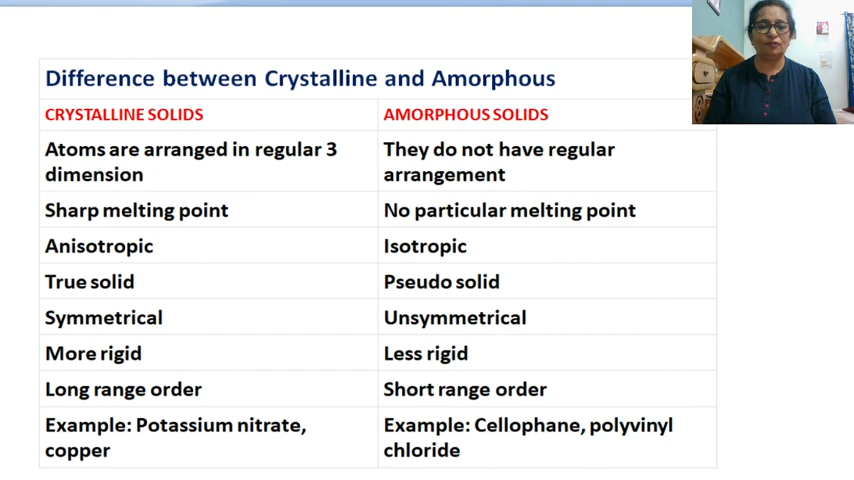 Difference between Crystalline and Amorphous
CRYSTALLINE SOLIDS
AMORPHOUS SOLIDS
Atoms are arranged in regular 3
dimension
They do not have regular
arrangement
Sharp melting point
No particular melting point
Anisotropic
Isotropic
True solid
Pseudo solid
Symmetrical
Unsymmetrical
More rigid
Less rigid
Long range order
Short range order
Example: Potassium nitrate,
copper
Example: Cellophane, polyvinyl
chloride